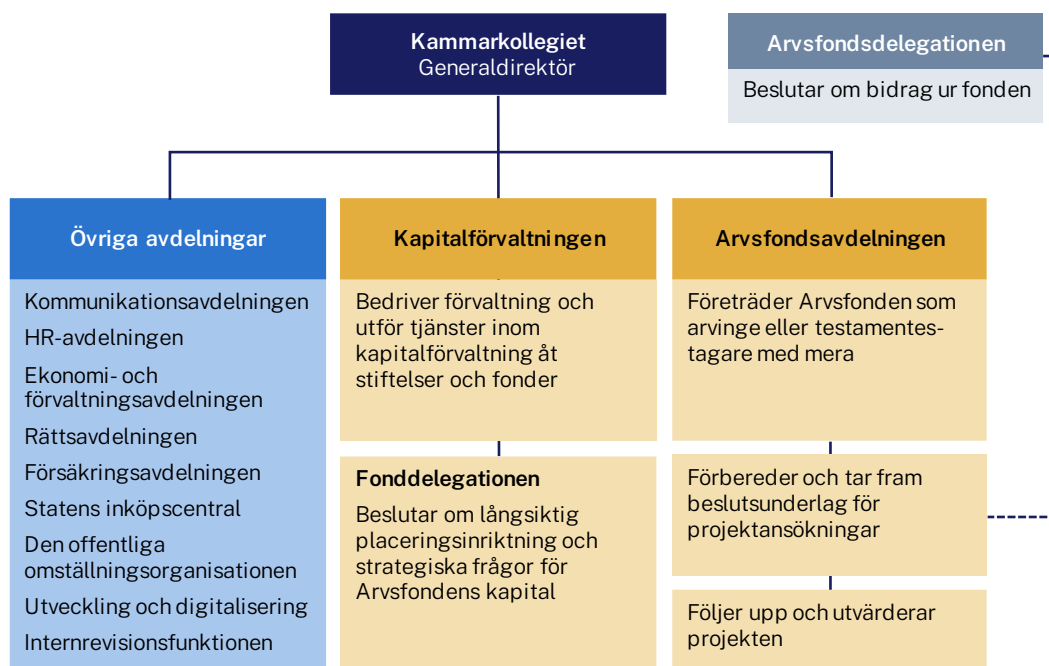 Kammarkollegiet
Generaldirektör
Arvsfondsdelegationen
Beslutar om bidrag ur fonden
Övriga avdelningar
Kommunikationsavdelningen
HR-avdelningen
Ekonomi- och
förvaltningsavdelningen
Rättsavdelningen
Försäkringsavdelningen
Statens inköpscentral
Den offentliga
omställningsorganisationen
Utveckling och digitalisering
Internrevisionsfunktionen
Kapitalförvaltningen
Bedriver förvaltning och
utför tjänster inom
kapitalförvaltning åt
stiftelser och fonder
Fonddelegationen
Beslutar om långsiktig
placeringsinriktning och
strategiska frågor för
Arvsfondens kapital
Arvsfondsavdelningen
Företräder Arvsfonden som
arvinge eller testamentes-
tagare med mera
Förbereder och tar fram
beslutsunderlag för
projektansökningar
Följer upp och utvärderar
projekten